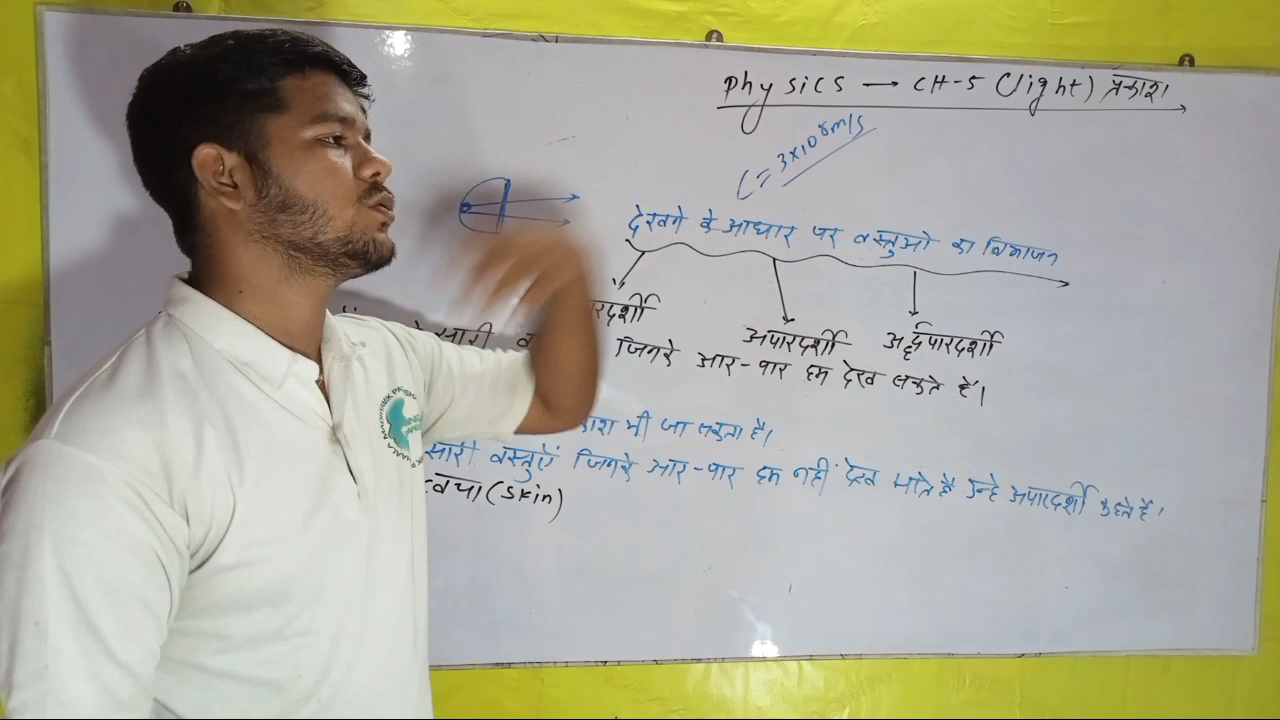 Physics → CH-5 (light) प्रकाश
C = 3×10⁸m/s
देखने के आधार पर वस्तुओ का विभाजन
रदर्शी अपारदर्शी अर्द्धपारदर्शी
सारी जिनके आर-पार हम देख सकते हैं।
भी जा सकता है।
सारी वस्तुएँ जिनके आर-पार हम नहीं देख पाते है उन्हे अपारदर्शी कहते हैं।
त्वचा (skin)